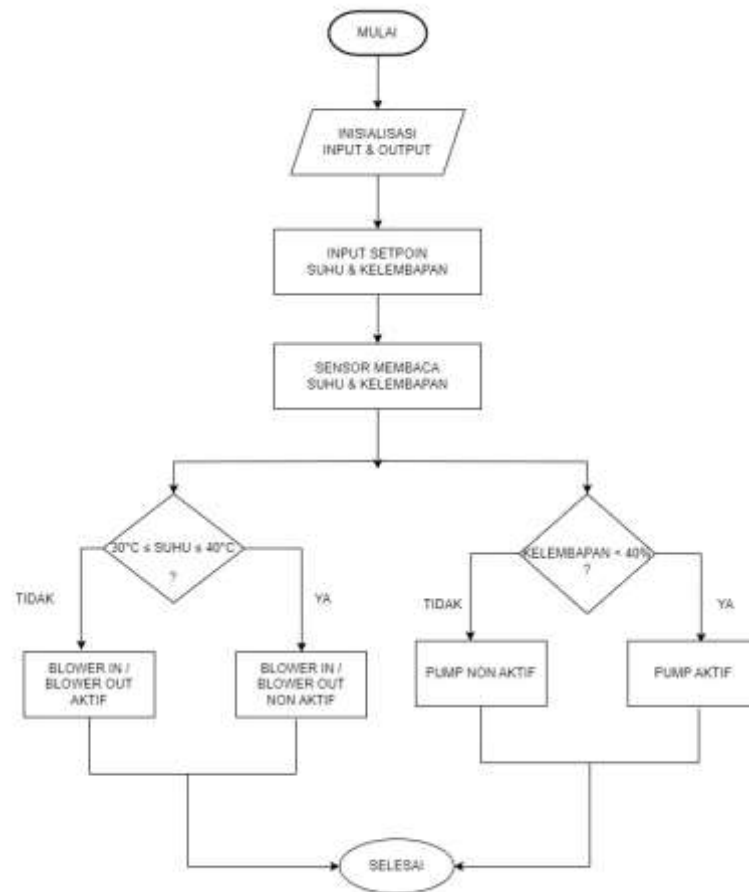 MULAI
INISIALISASI
INPUT & OUTPUT
INPUT SETPOIN
SUHU & KELEMBAPAN
SENSOR MEMBACA
SUHU & KELEMBAPAN
30°C ≤ SUHU ≤ 40°C
?
TIDAK
YA
BLOWER IN /
BLOWER OUT
AKTIF
BLOWER IN /
BLOWER OUT
NON AKTIF
KELEMBAPAN < 40%
?
TIDAK
YA
PUMP NON AKTIF
PUMP AKTIF
SELESAI